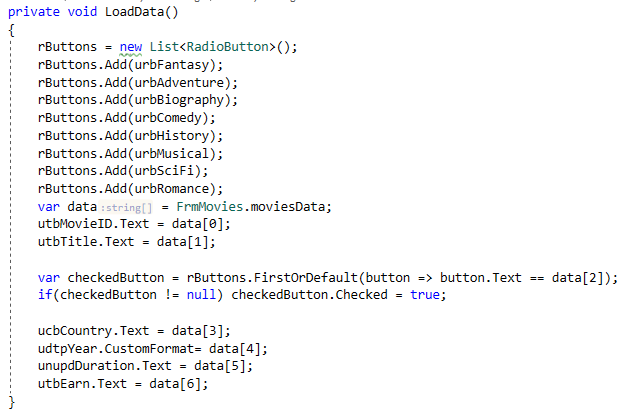 private void LoadData()
{
rButtons = new List<RadioButton>();
rButtons.Add(urbFantasy);
rButtons.Add(urbAdventure);
rButtons.Add(urbBiography);
rButtons.Add(urbComedy);
rButtons.Add(urbHistory);
rButtons.Add(urbMusical);
rButtons.Add(urbSciFi);
rButtons.Add(urbRomance);
var data :string[] = FrmMovies.moviesData;
utbMovieID.Text = data[0];
utbTitle.Text = data[1];
var checkedButton = rButtons.FirstOrDefault(button => button.Text == data[2]);
if(checkedButton != null) checkedButton.Checked = true;
ucbCountry.Text = data[3];
udtpYear.CustomFormat= data[4];
unupdDuration.Text = data[5];
utbEarn.Text = data[6];
}